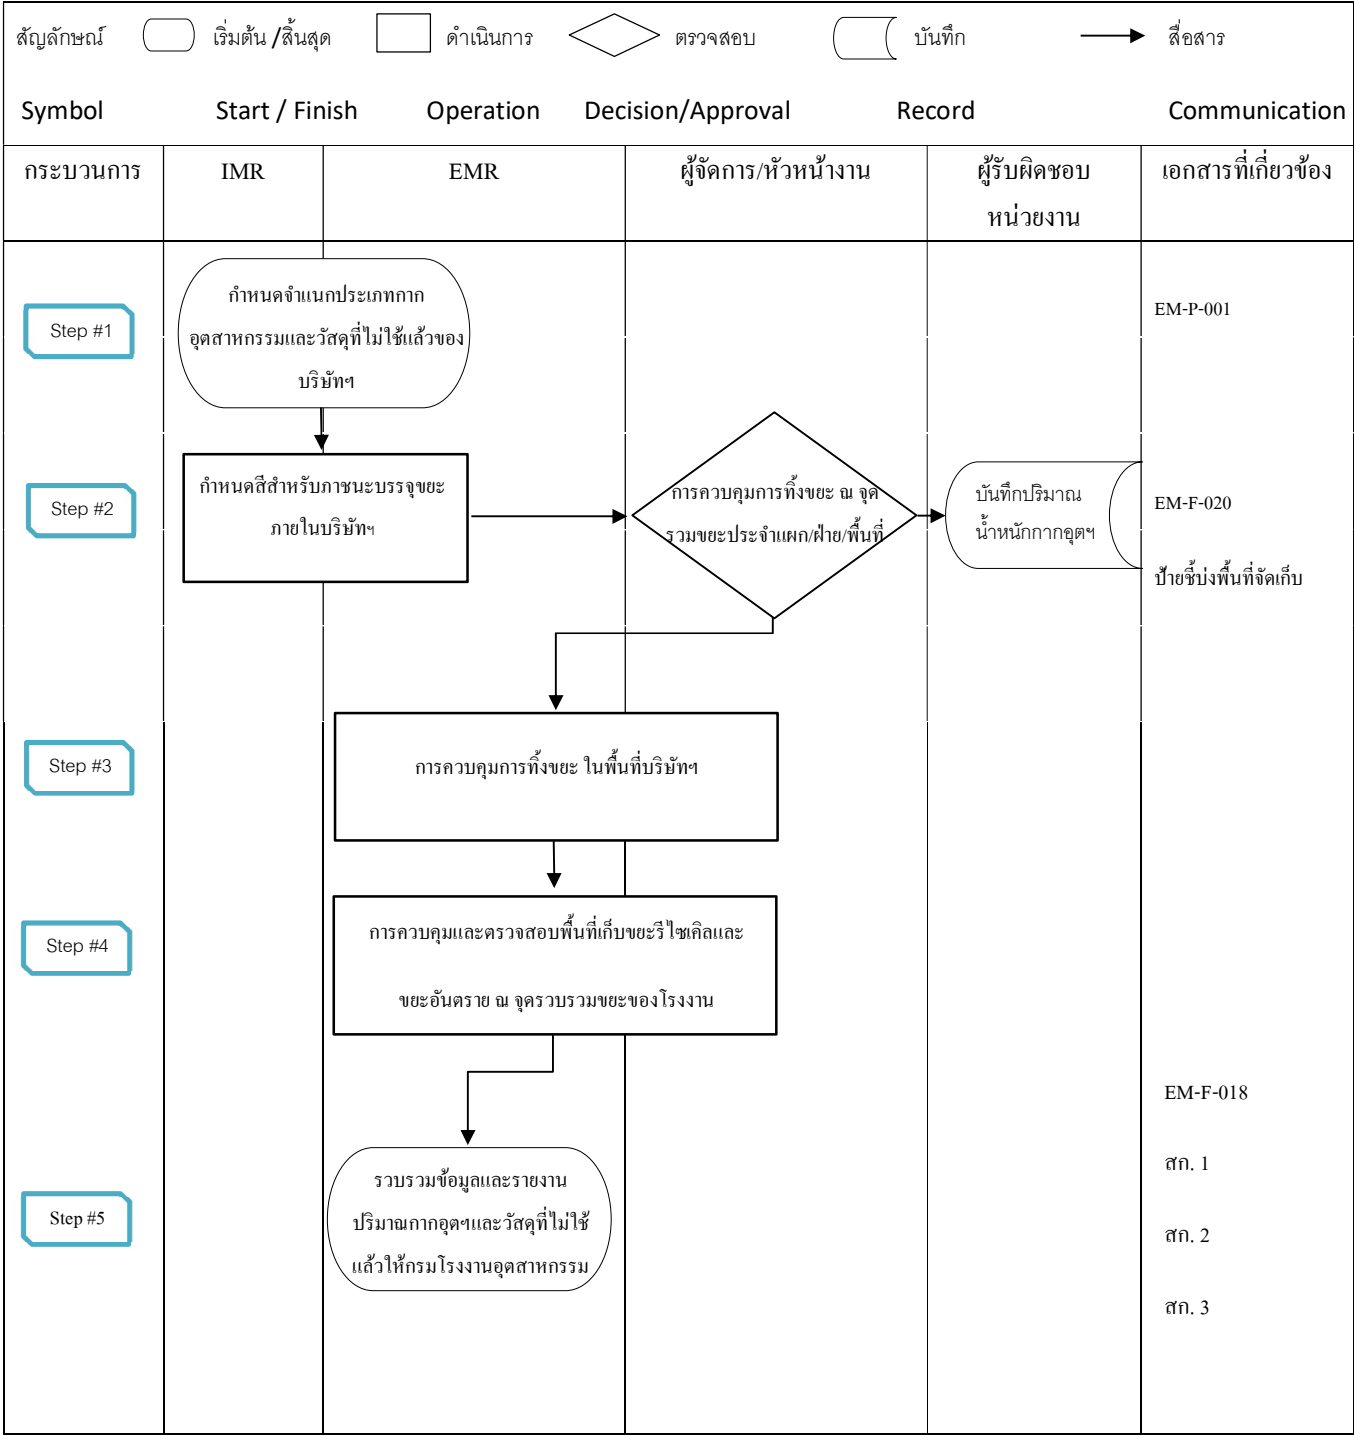 สัญลักษณ์ เริ่มต้น /สิ้นสุด ดำเนินการ ตรวจสอบ บันทึก สื่อสาร
Symbol Start / Finish Operation Decision/Approval Record Communication
กระบวนการ IMR EMR ผู้จัดการ/หัวหน้างาน ผู้รับผิดชอบ เอกสารที่เกี่ยวข้อง
หน่วยงาน
Step #1
กำหนดจำแนกประเภทกาก
อุตสาหกรรมและวัสดุที่ไม่ใช้แล้วของ
บริษัทฯ
EM-P-001
Step #2
กำหนดสีสำหรับภาชนะบรรจุขยะ
ภายในบริษัทฯ
การควบคุมการทิ้งขยะ ณ จุด
รวมขยะประจำแผก/ฝ่าย/พื้นที่
บันทึกปริมาณ
น้ำหนักกากอุตฯ
EM-F-020
ป้ายชี้บ่งพื้นที่จัดเก็บ
Step #3
การควบคุมการทิ้งขยะ ในพื้นที่บริษัทฯ
Step #4
การควบคุมและตรวจสอบพื้นที่เก็บขยะรีไซเคิลและ
ขยะอันตราย ณ จุดรวบรวมขยะของโรงงาน
Step #5
รวบรวมข้อมูลและรายงาน
ปริมาณกากอุตฯและวัสดุที่ไม่ใช้
แล้วให้กรมโรงงานอุตสาหกรรม
EM-F-018
สก. 1
สก. 2
สก. 3